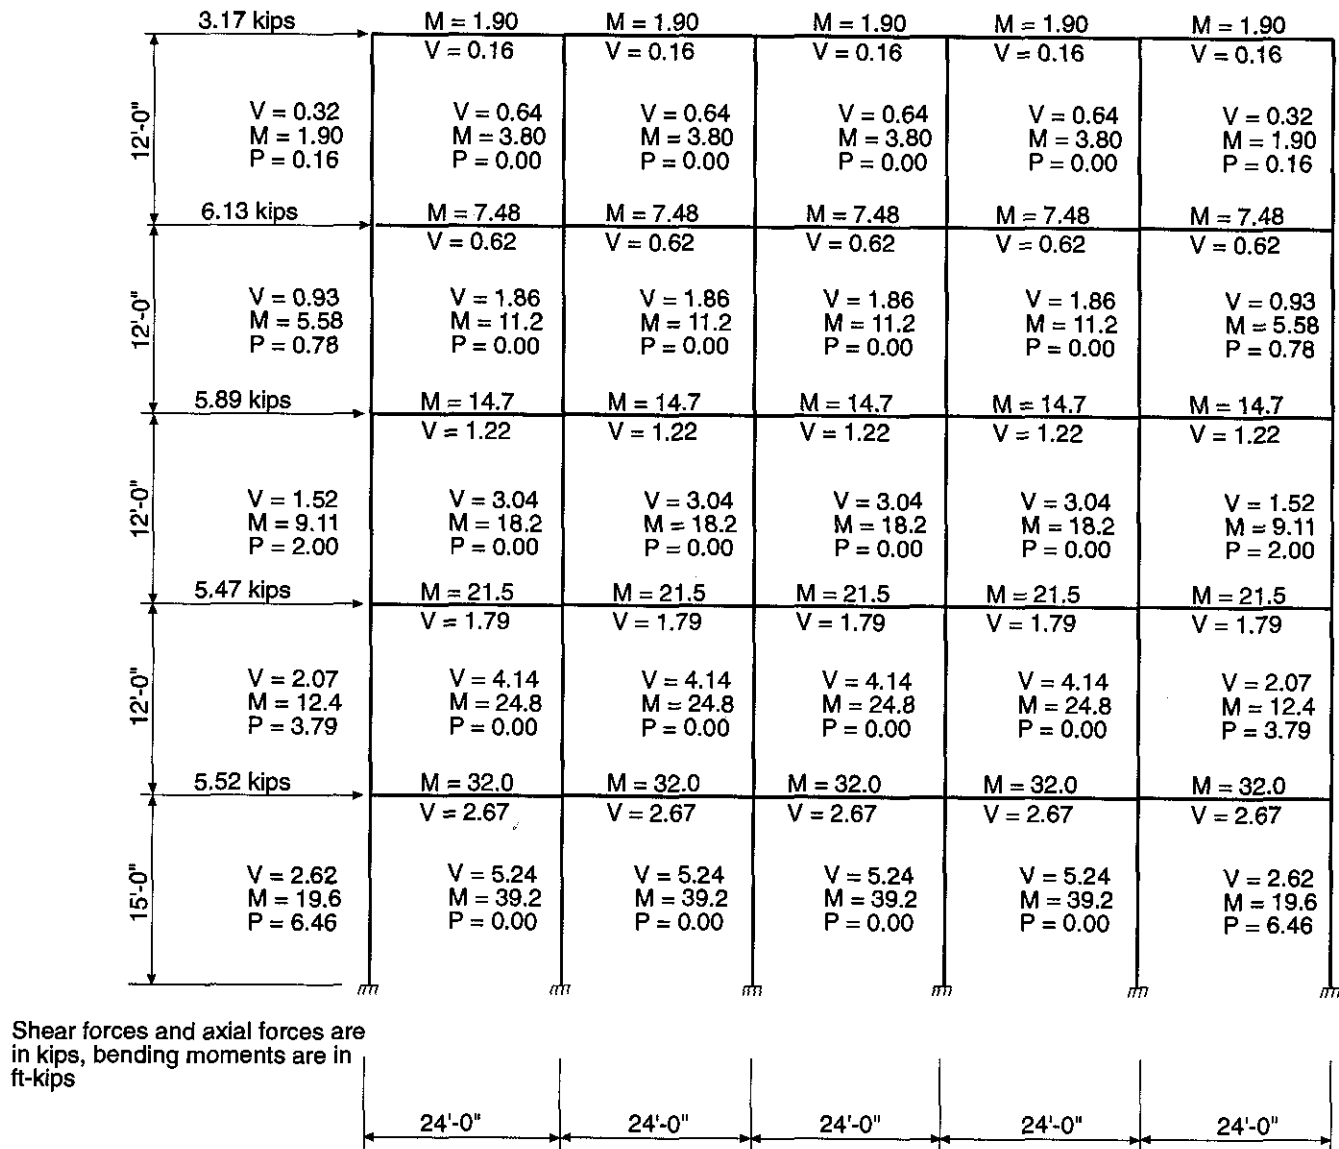 3.17 kips
M = 1.90 M = 1.90 M = 1.90 M = 1.90 M = 1.90
V = 0.16 V = 0.16 V = 0.16 V = 0.16 V = 0.16
12'-0"
V = 0.32 V = 0.64 V = 0.64 V = 0.64 V = 0.64 V = 0.32
M = 1.90 M = 3.80 M = 3.80 M = 3.80 M = 3.80 M = 1.90
P = 0.16 P = 0.00 P = 0.00 P = 0.00 P = 0.00 P = 0.16
6.13 kips
M = 7.48 M = 7.48 M = 7.48 M = 7.48 M = 7.48
V = 0.62 V = 0.62 V = 0.62 V = 0.62 V = 0.62
12'-0"
V = 0.93 V = 1.86 V = 1.86 V = 1.86 V = 1.86 V = 0.93
M = 5.58 M = 11.2 M = 11.2 M = 11.2 M = 11.2 M = 5.58
P = 0.78 P = 0.00 P = 0.00 P = 0.00 P = 0.00 P = 0.78
5.89 kips
M = 14.7 M = 14.7 M = 14.7 M = 14.7 M = 14.7
V = 1.22 V = 1.22 V = 1.22 V = 1.22 V = 1.22
12'-0"
V = 1.52 V = 3.04 V = 3.04 V = 3.04 V = 3.04 V = 1.52
M = 9.11 M = 18.2 M = 18.2 M = 18.2 M = 18.2 M = 9.11
P = 2.00 P = 0.00 P = 0.00 P = 0.00 P = 0.00 P = 2.00
5.47 kips
M = 21.5 M = 21.5 M = 21.5 M = 21.5 M = 21.5
V = 1.79 V = 1.79 V = 1.79 V = 1.79 V = 1.79
12'-0"
V = 2.07 V = 4.14 V = 4.14 V = 4.14 V = 4.14 V = 2.07
M = 12.4 M = 24.8 M = 24.8 M = 24.8 M = 24.8 M = 12.4
P = 3.79 P = 0.00 P = 0.00 P = 0.00 P = 0.00 P = 3.79
5.52 kips
M = 32.0 M = 32.0 M = 32.0 M = 32.0 M = 32.0
V = 2.67 V = 2.67 V = 2.67 V = 2.67 V = 2.67
15'-0"
V = 2.62 V = 5.24 V = 5.24 V = 5.24 V = 5.24 V = 2.62
M = 19.6 M = 39.2 M = 39.2 M = 39.2 M = 39.2 M = 19.6
P = 6.46 P = 0.00 P = 0.00 P = 0.00 P = 0.00 P = 6.46
Shear forces and axial forces are
in kips, bending moments are in
ft-kips
24'-0" 24'-0" 24'-0" 24'-0" 24'-0"